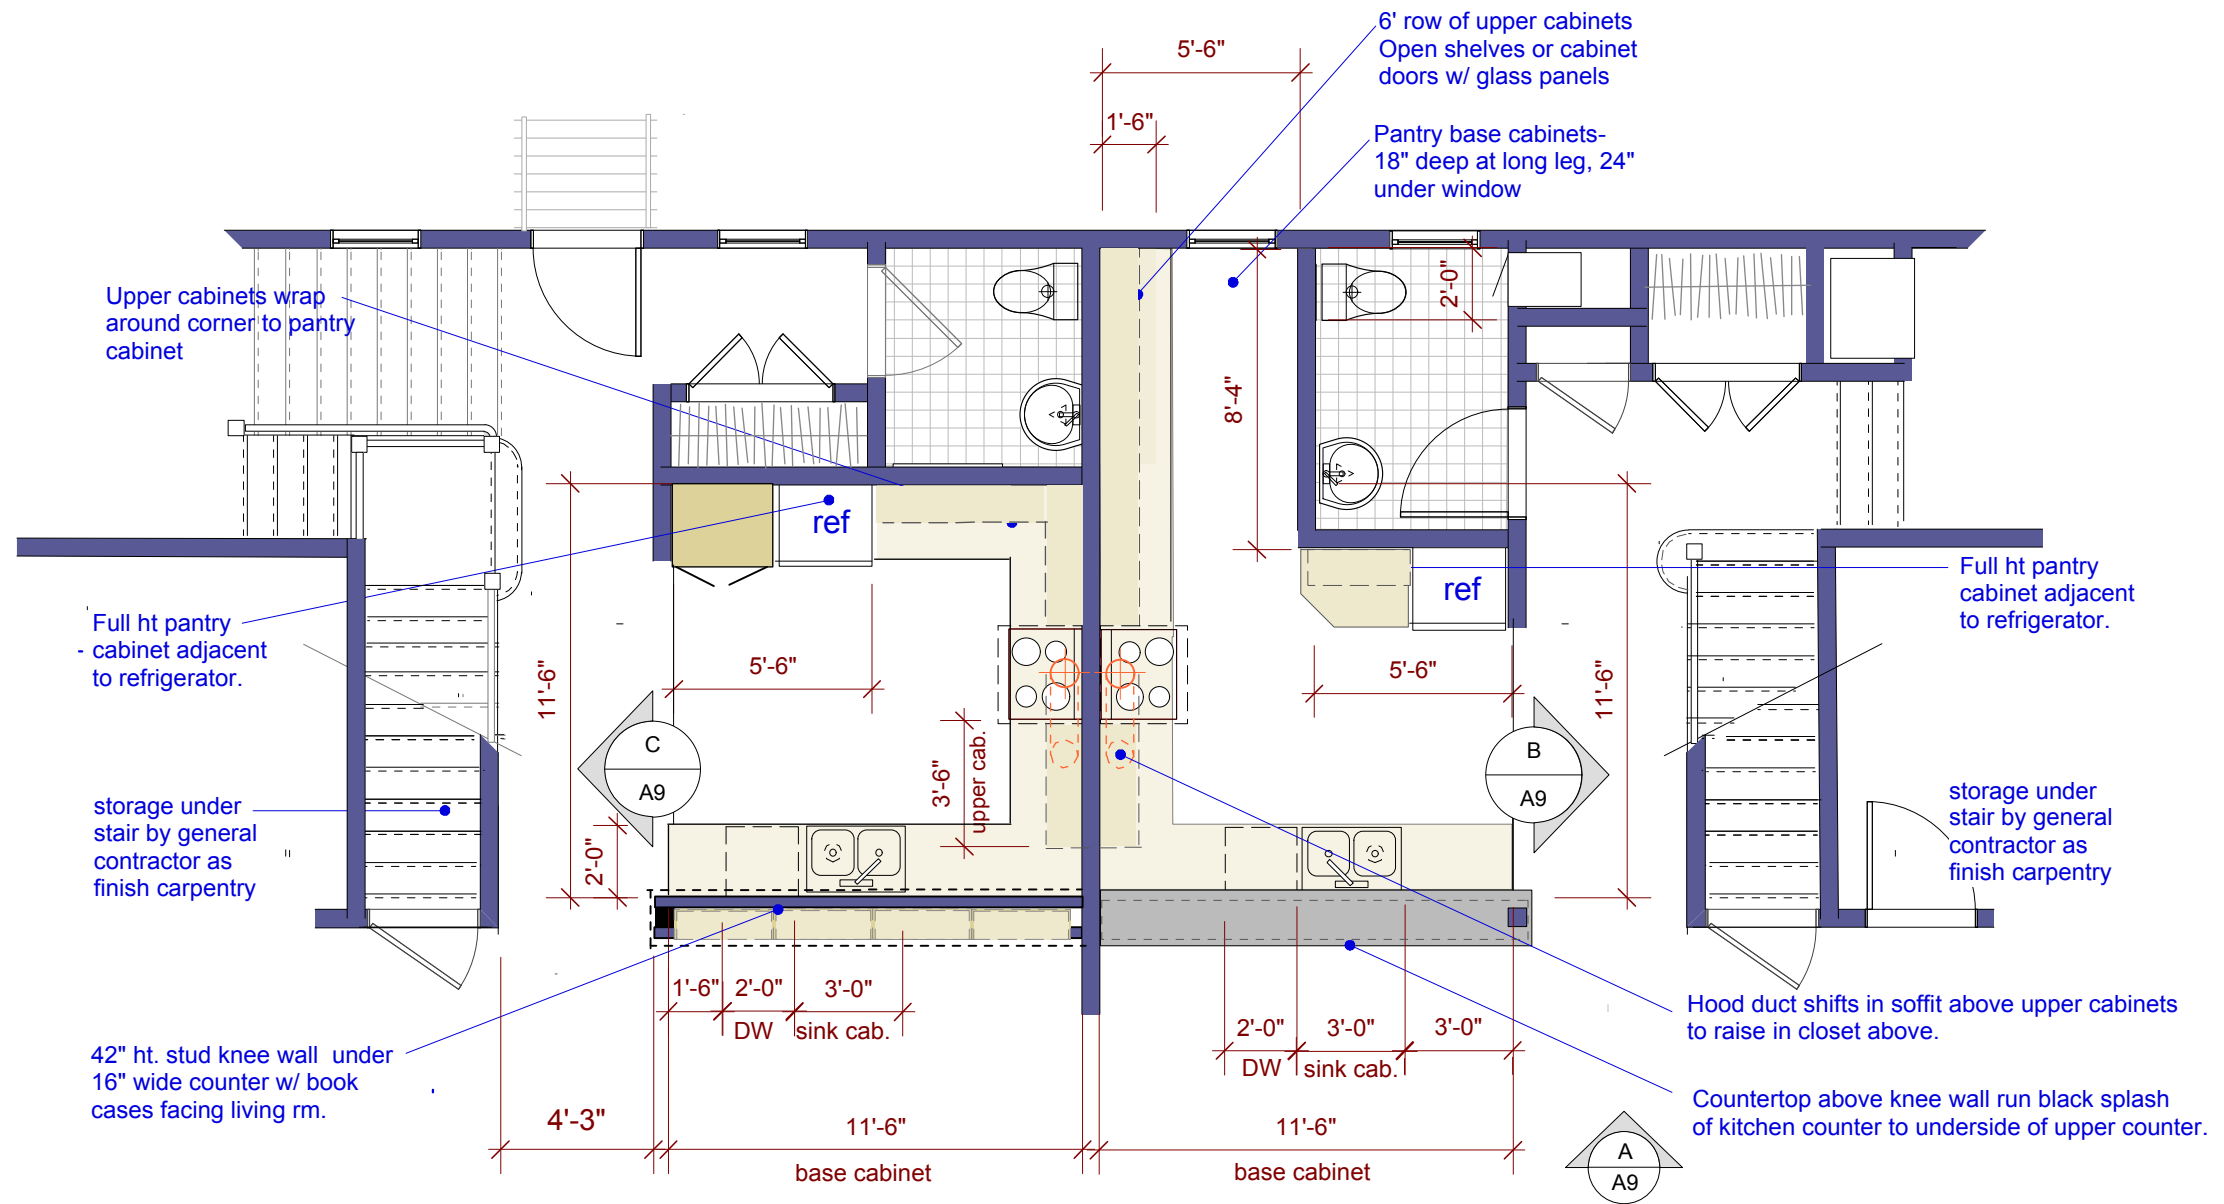 6' row of upper cabinets
Open shelves or cabinet
doors w/ glass panels
5'-6"
1'-6"
Pantry base cabinets-
18" deep at long leg, 24"
under window
Upper cabinets wrap
around corner to pantry
cabinet
2'-0"
8'-4"
ref
ref
Full ht pantry
cabinet adjacent
to refrigerator.
Full ht pantry
- cabinet adjacent
to refrigerator.
5'-6"
5'-6"
11'-6"
11'-6"
C
A9
B
A9
3'-6"
upper cab.
2'-0"
storage under
stair by general
contractor as
finish carpentry
storage under
stair by general
contractor as
finish carpentry
1'-6"
2'-0"
3'-0"
DW
sink cab.
2'-0"
3'-0"
3'-0"
DW
sink cab.
Hood duct shifts in soffit above upper cabinets
to raise in closet above.
42" ht. stud knee wall under
16" wide counter w/ book
cases facing living rm.
Countertop above knee wall run black splash
of kitchen counter to underside of upper counter.
4'-3"
11'-6"
base cabinet
11'-6"
base cabinet
A
A9